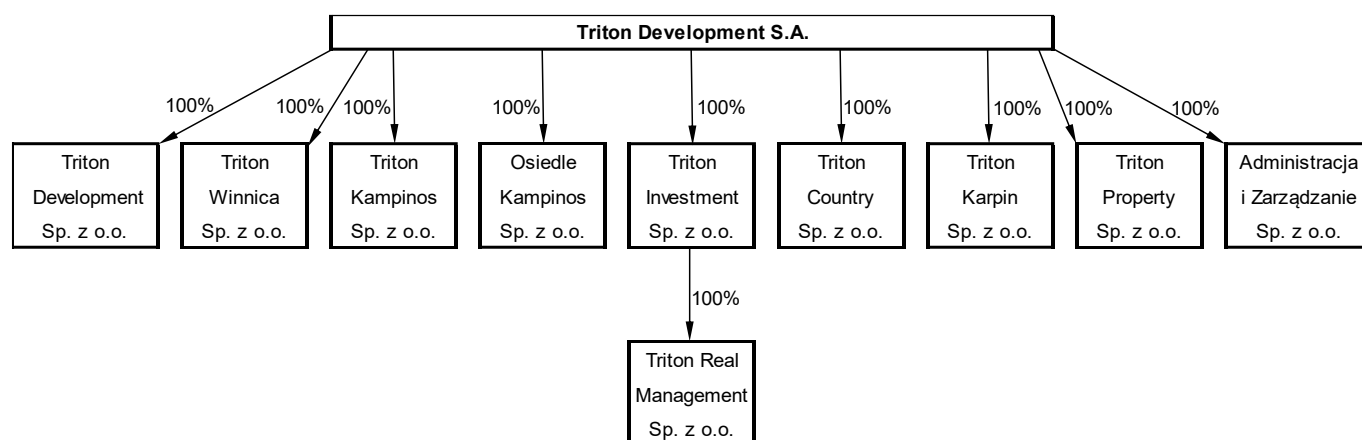 Triton Development S.A.
100%
100%
100%
100%
100%
100%
100%
100%
100%
Triton
Development
Sp. z o.o.
Triton
Winnica
Sp. z o.o.
Triton
Kampinos
Sp. z o.o.
Osiedle
Kampinos
Sp. z o.o.
Triton
Investment
Sp. z o.o.
Triton
Country
Sp. z o.o.
Triton
Karpin
Sp. z o.o.
Triton
Property
Sp. z o.o.
Administracja
i Zarządzanie
Sp. z o.o.
100%
Triton Real
Management
Sp. z o.o.